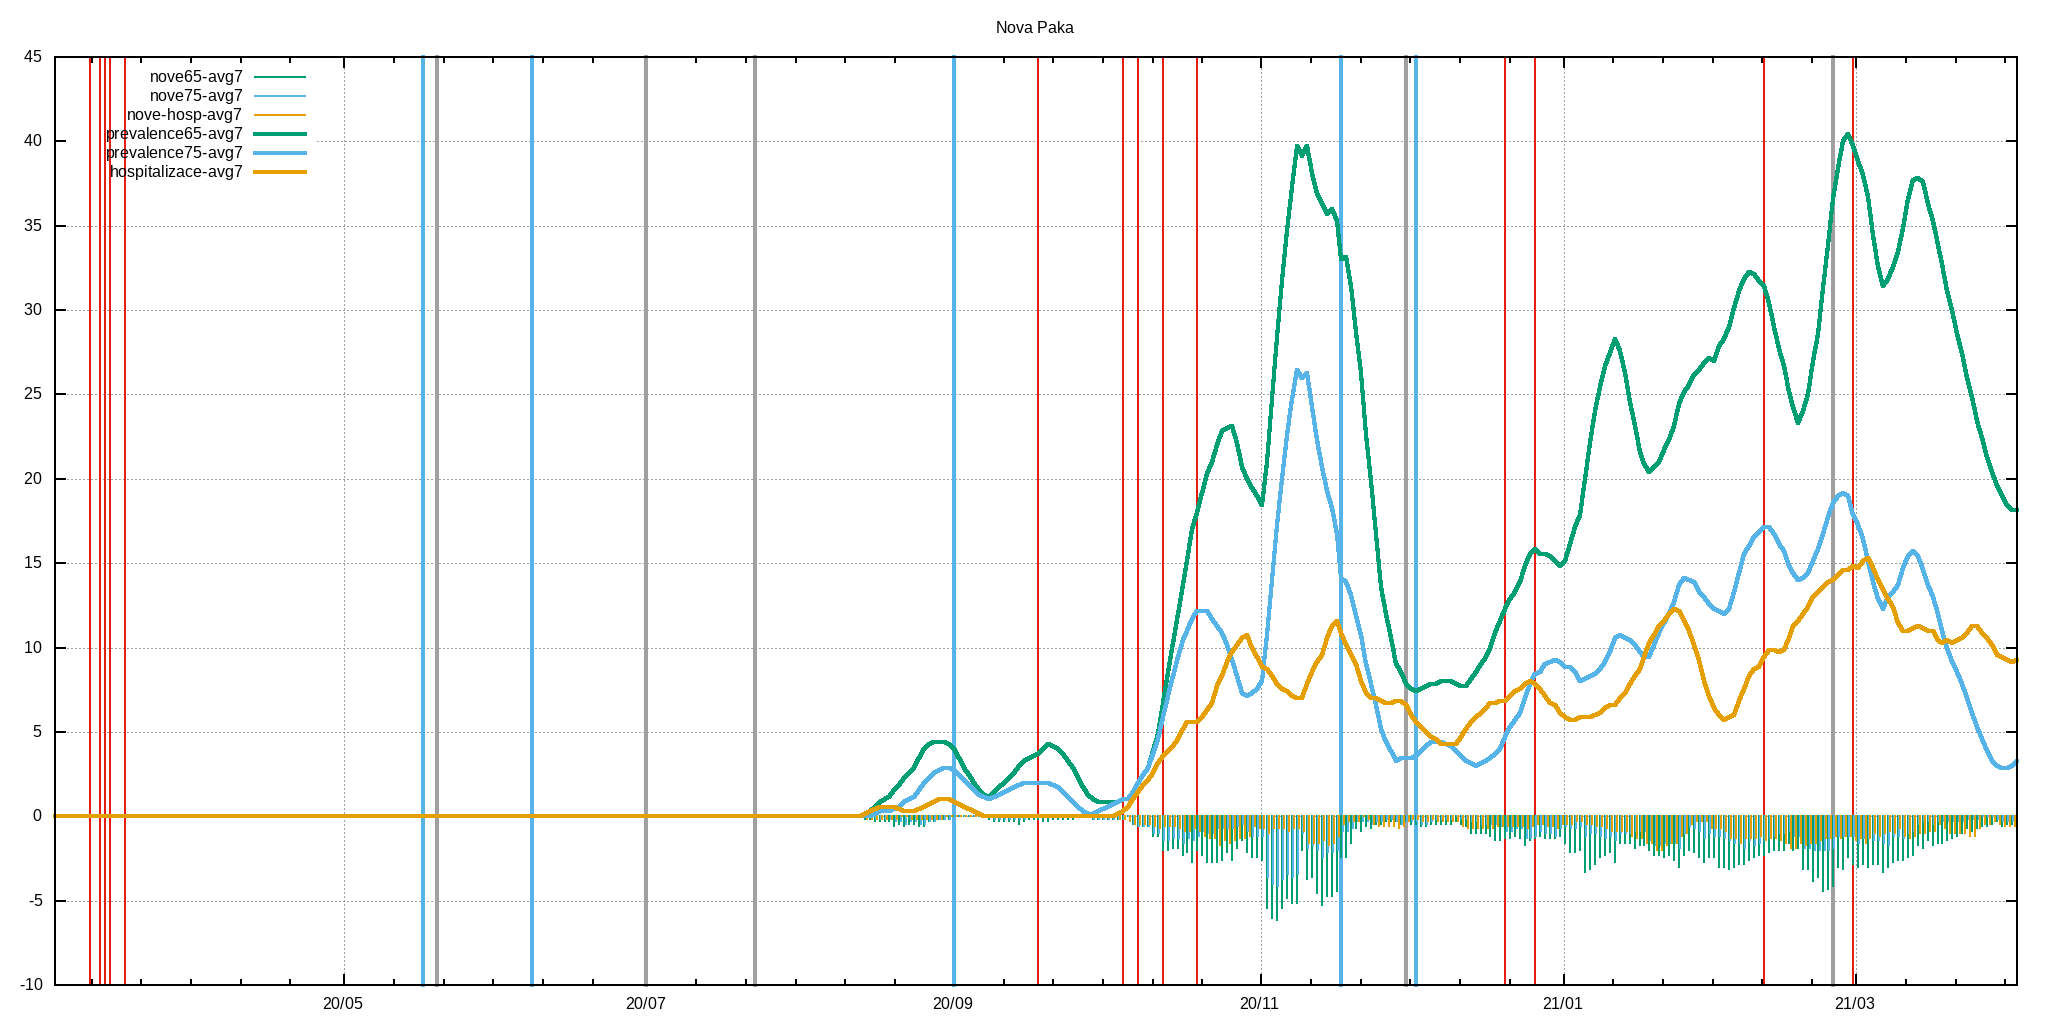 Nova Paka
45
nove65-avg7
nove75-avg7
nove-hosp-avg7
40
prevalence65-avg7
prevalence75-avg7
hospitalizace-avg7
35
30
25
20
15
10
5
0
-5
-10
20/05 20/07 20/09 20/11 21/01 21/03